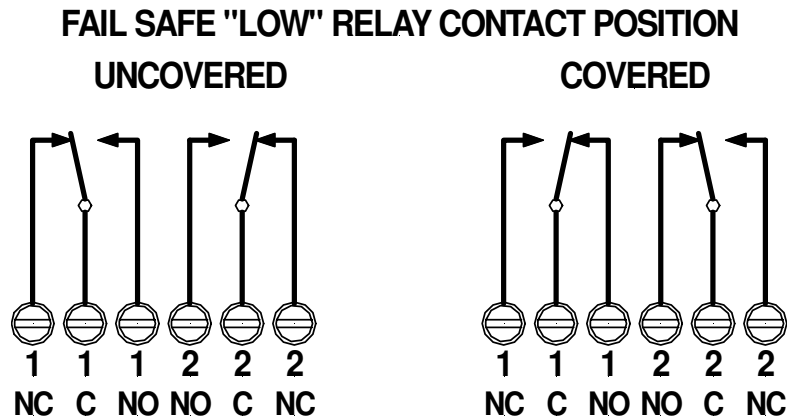 FAIL SAFE "LOW" RELAY CONTACT POSITION
UNCOVERED COVERED
1 1 1 2 2 2 1 1 1 2 2 2
NC C NO NO C NC NC C NO NO C NC